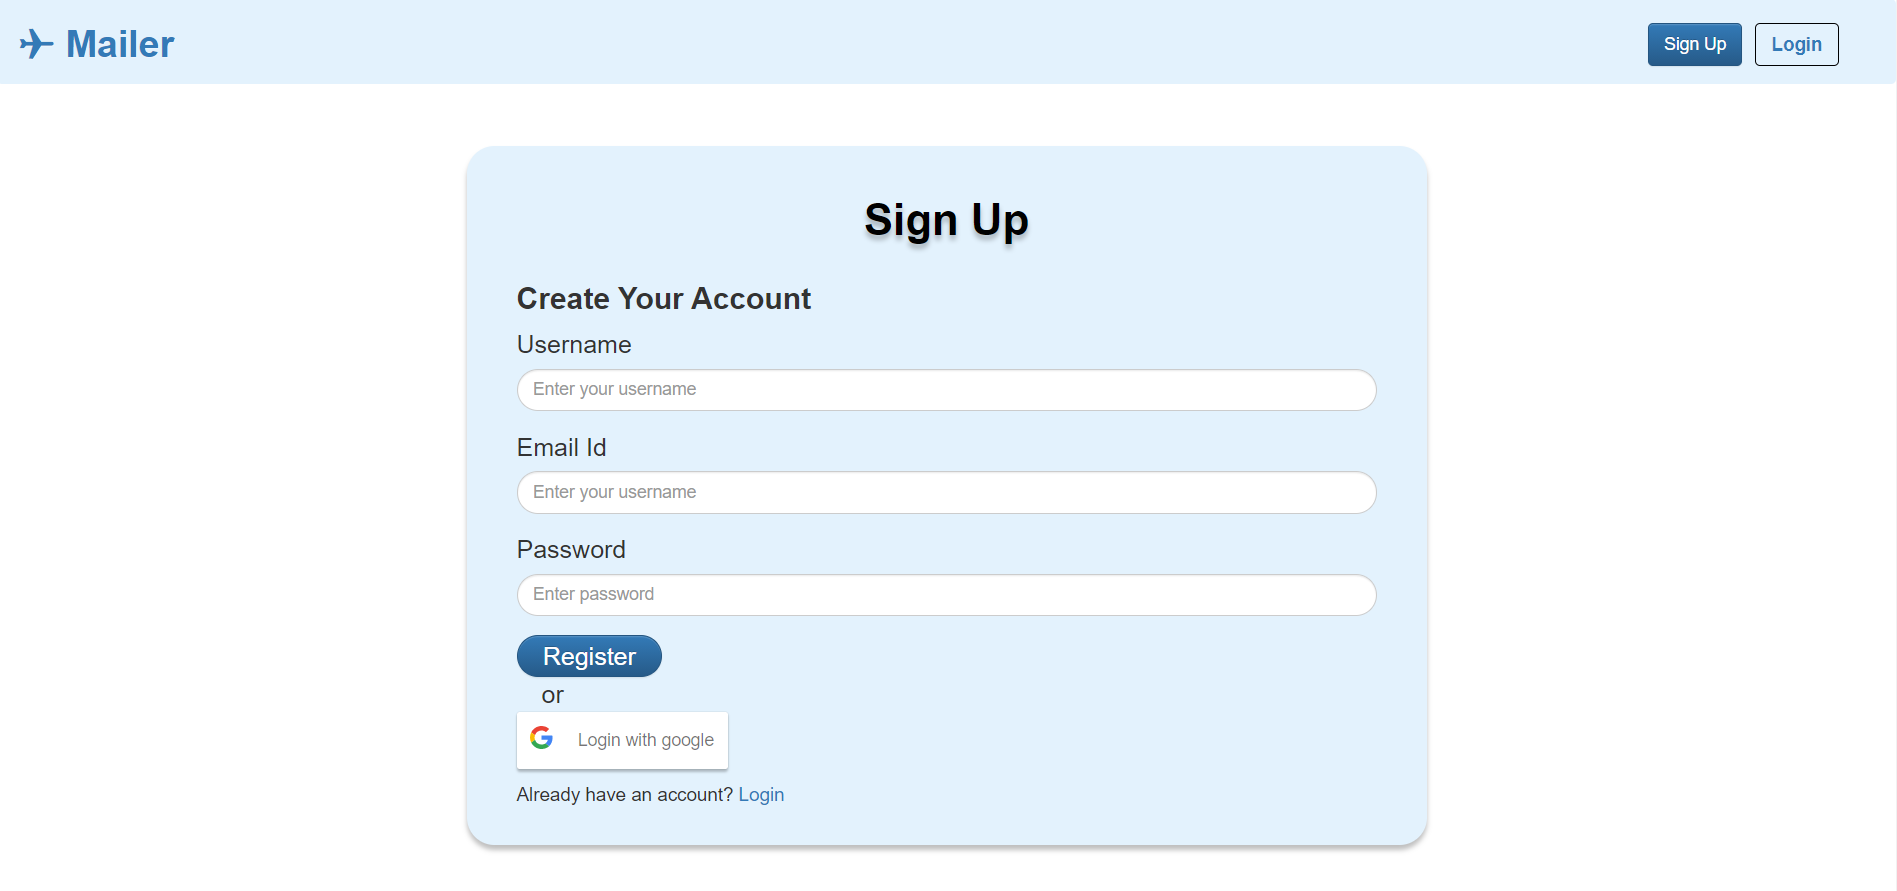 Mailer
Sign Up
Login
Sign Up
Create Your Account
Username
Enter your username
Email Id
Enter your username
Password
Enter password
Register
or
Login with google
Already have an account? Login